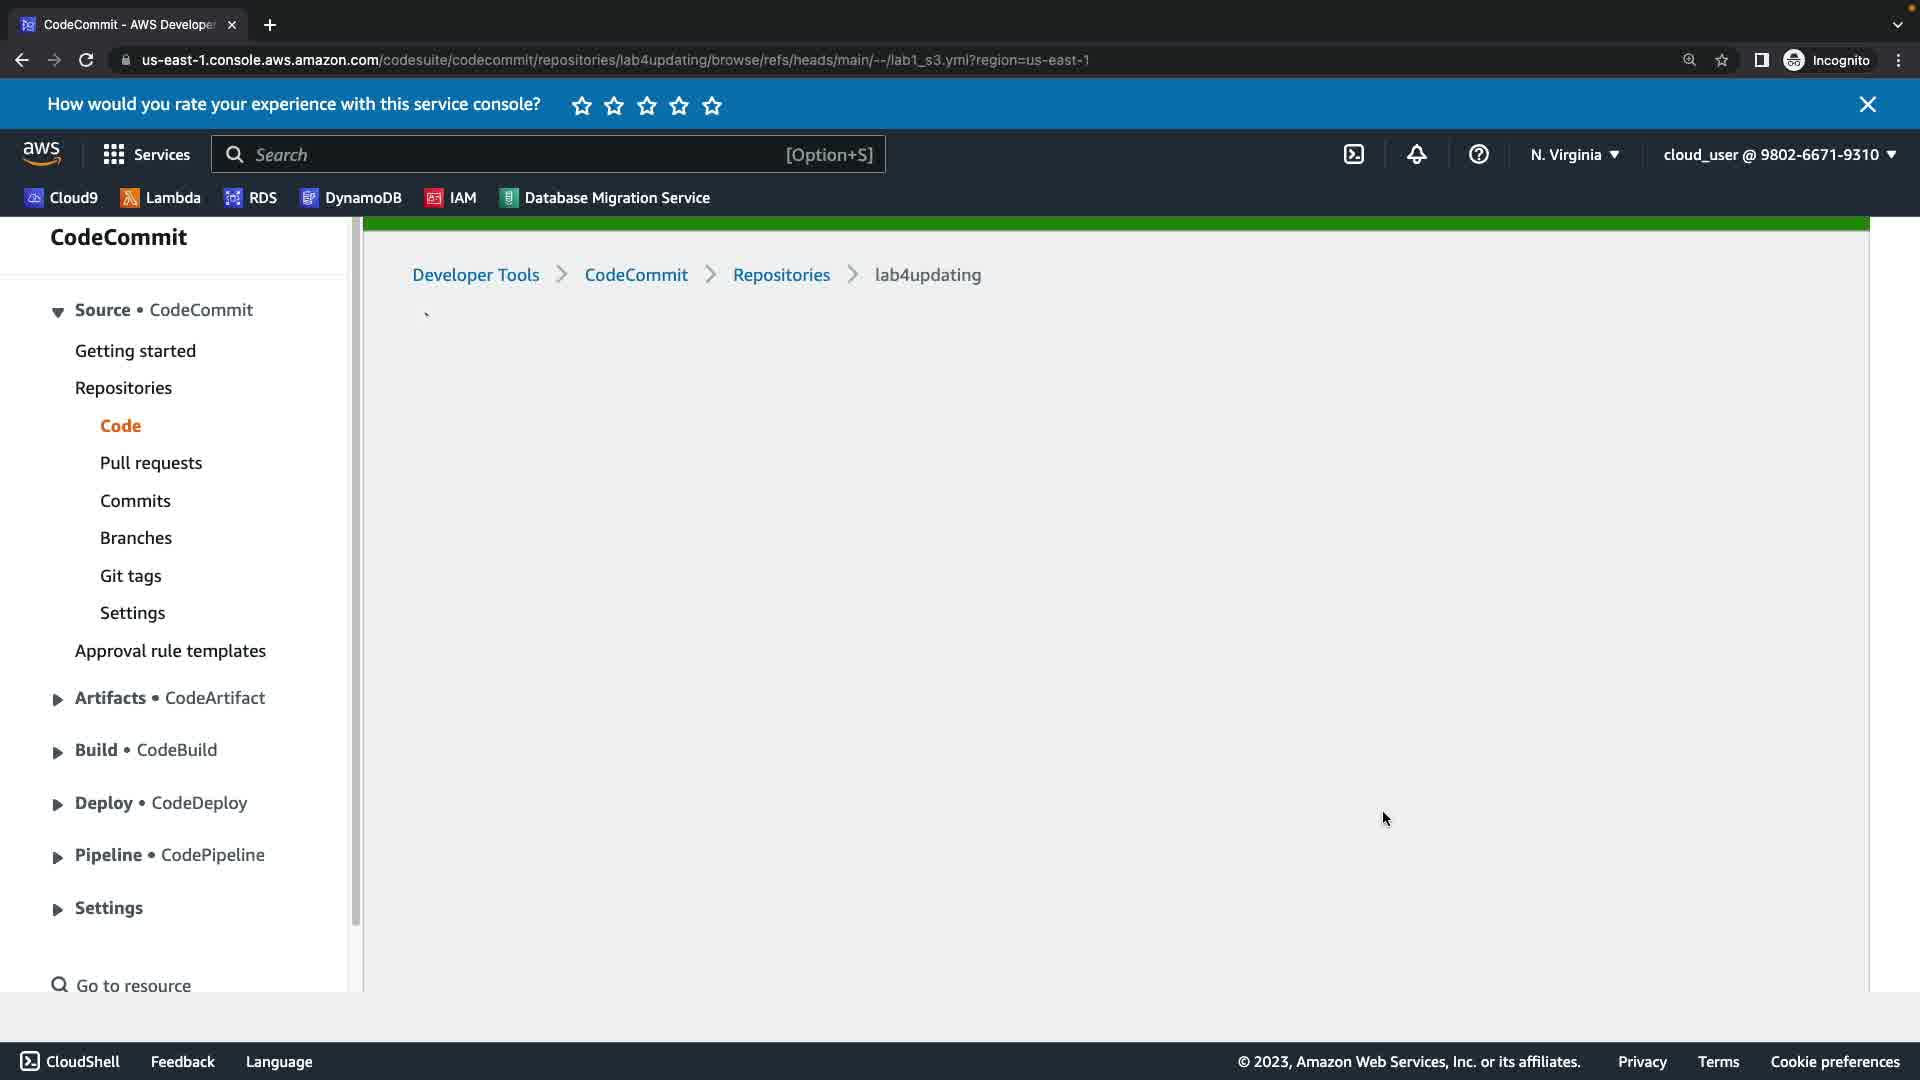 CodeCommit - AWS Developer
us-east-1.console.aws.amazon.com/codesuite/codecommit/repositories/lab4updating/browse/refs/heads/main/--/lab1_s3.yml?region=us-east-1
Incognito
How would you rate your experience with this service console?
aws
Services
Search
[Option+S]
N. Virginia
cloud_user @ 9802-6671-9310
Cloud9
Lambda
RDS
DynamoDB
IAM
Database Migration Service
CodeCommit
Source • CodeCommit
Getting started
Repositories
Code
Pull requests
Commits
Branches
Git tags
Settings
Approval rule templates
Artifacts • CodeArtifact
Build • CodeBuild
Deploy • CodeDeploy
Pipeline • CodePipeline
Settings
Go to resource
Developer Tools
CodeCommit
Repositories
lab4updating
CloudShell
Feedback
Language
© 2023, Amazon Web Services, Inc. or its affiliates.
Privacy
Terms
Cookie preferences